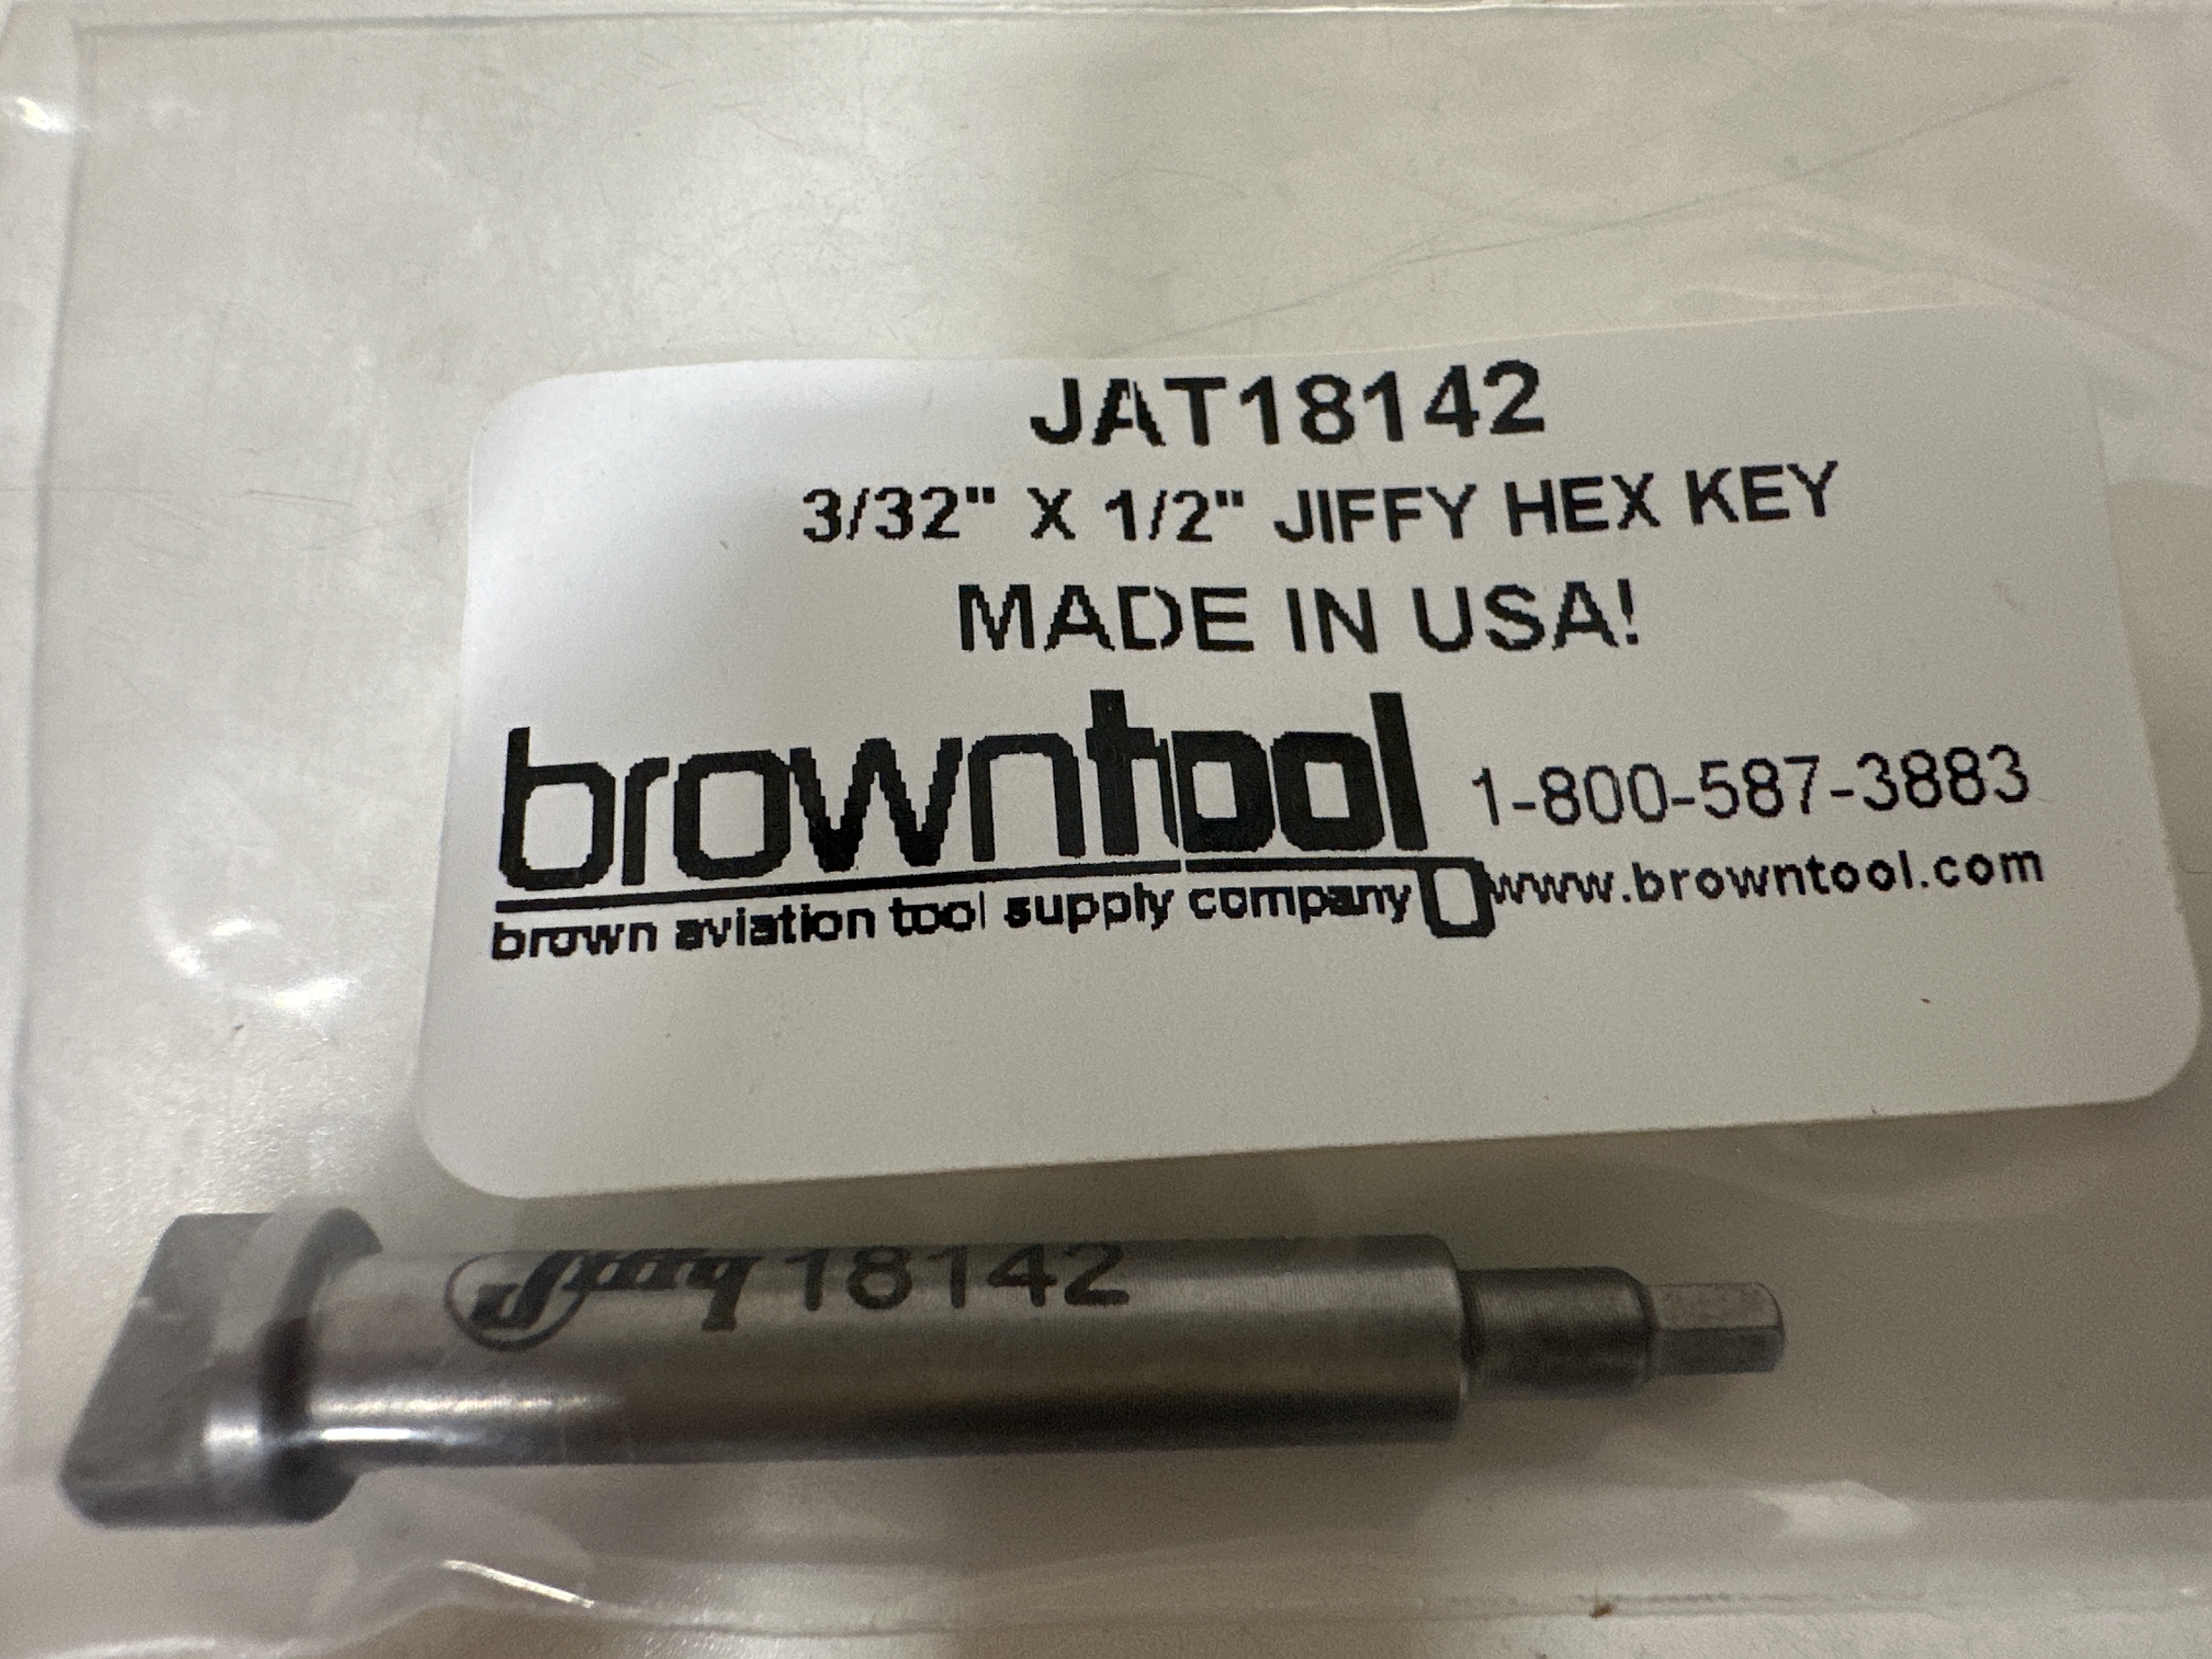 JAT18142
3/32" X 1/2" JIFFY HEX KEY
MADE IN USA!
browntool 1-800-587-3883
brown aviation tool supply company www.browntool.com
Jiffy 18142